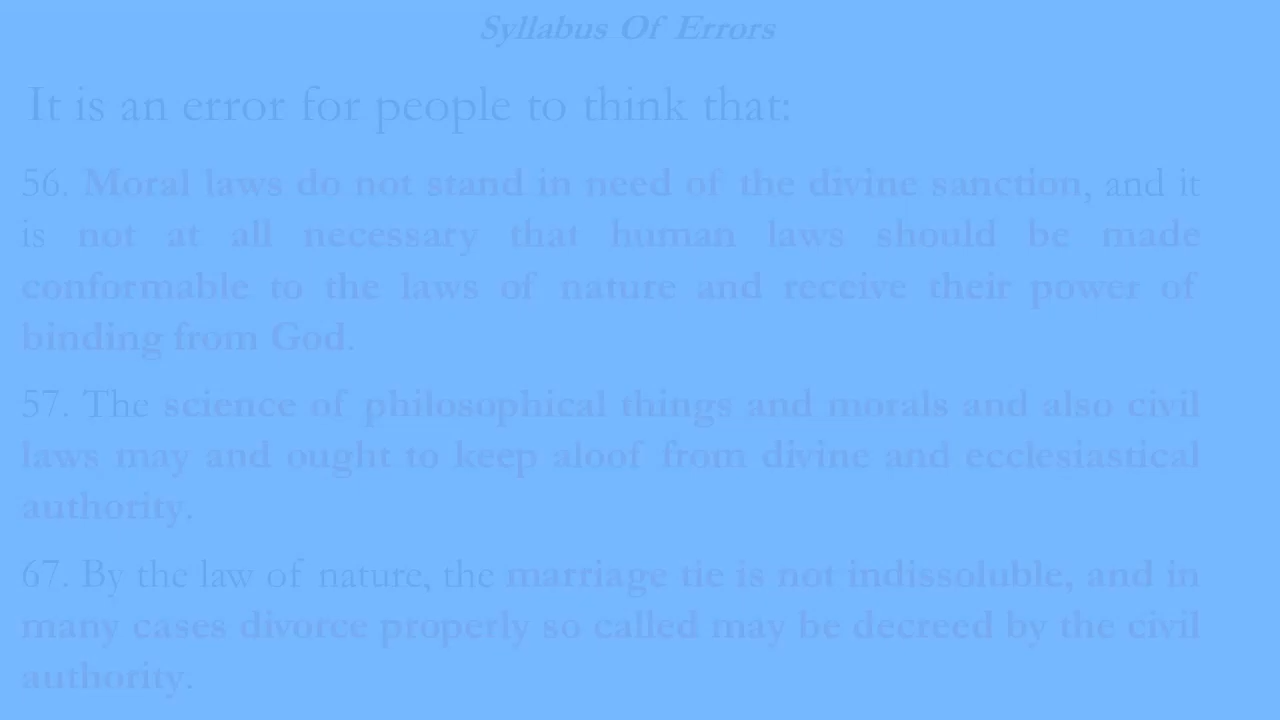 Syllabus Of Errors
It is an error for people to think that:
56. Moral laws do not stand in need of the divine sanction, and it
is not at all necessary that human laws should be made
conformable to the laws of nature and receive their power of
binding from God.
57. The science of philosophical things and morals and also civil
laws may and ought to keep aloof from divine and ecclesiastical
authority.
67. By the law of nature, the marriage tie is not indissoluble, and in
many cases divorce properly so called may be decreed by the civil
authority.